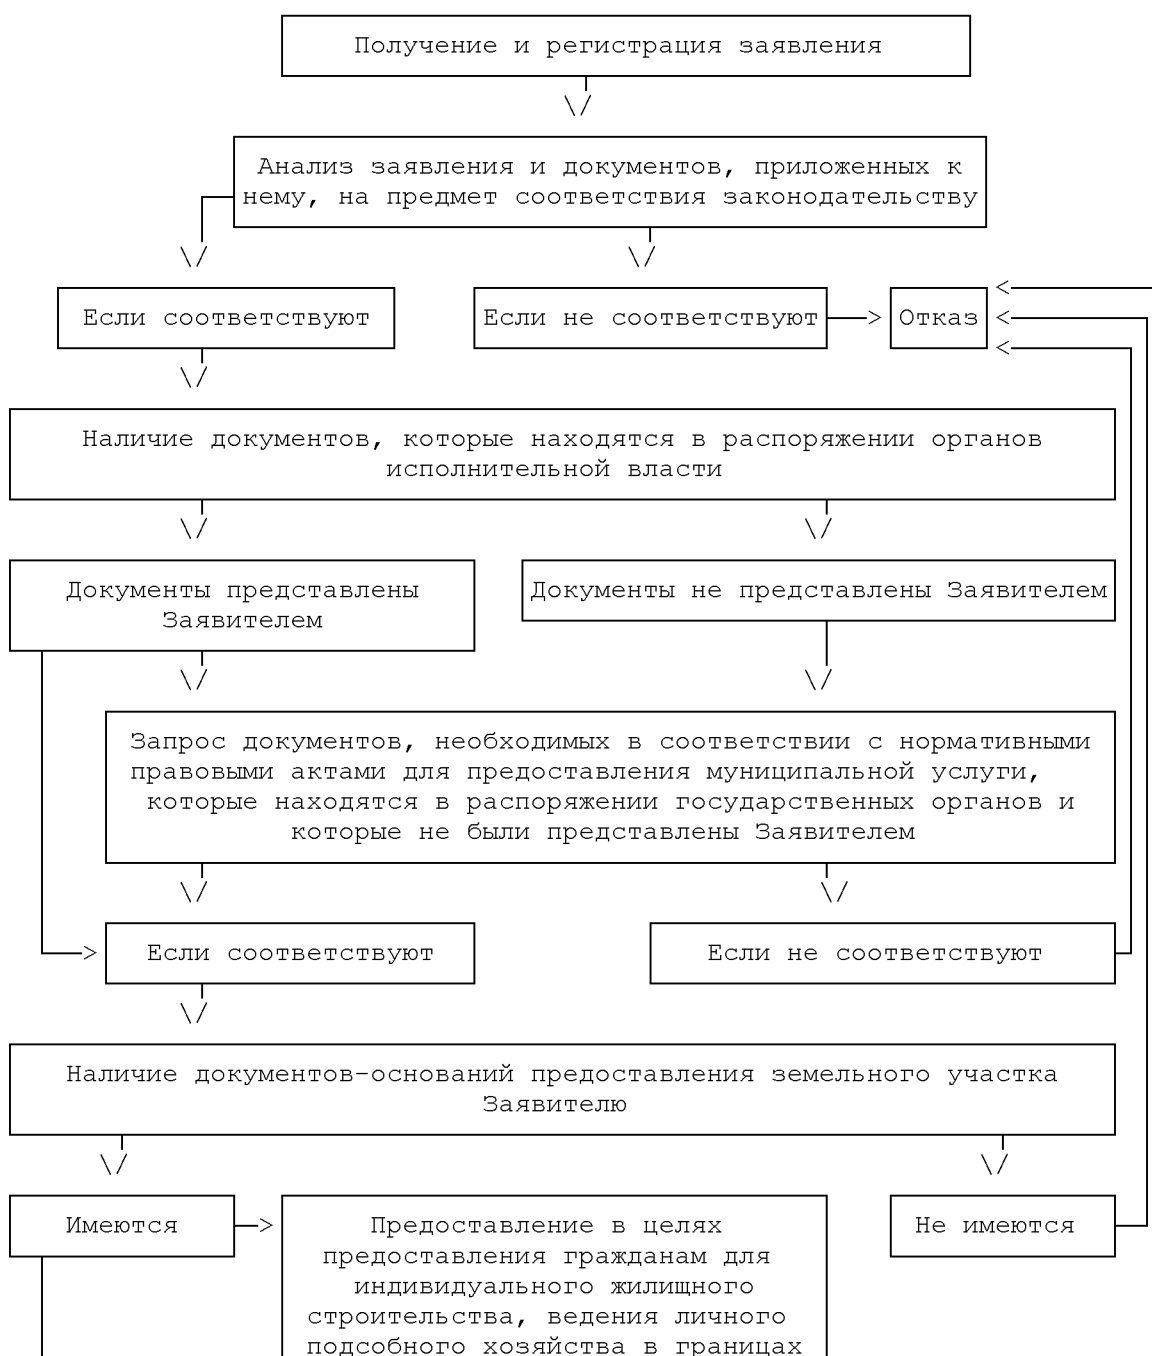 Получение и регистрация заявления
Анализ заявления и документов, приложенных к
нему, на предмет соответствия законодательству
Если соответствуют
Если не соответствуют
Отказ
Наличие документов, которые находятся в распоряжении органов
исполнительной власти
Документы представлены
Заявителем
Документы не представлены Заявителем
Запрос документов, необходимых в соответствии с нормативными
правовыми актами для предоставления муниципальной услуги,
которые находятся в распоряжении государственных органов и
которые не были представлены Заявителем
Если соответствуют
Если не соответствуют
Наличие документов-оснований предоставления земельного участка
Заявителю
Имеются
Предоставление в целях
предоставления гражданам для
индивидуального жилищного
строительства, ведения личного
подсобного хозяйства в границах
Не имеются